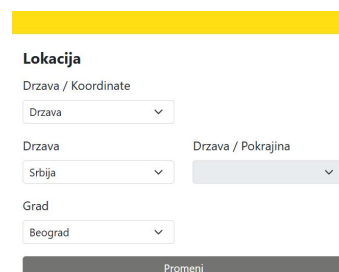 Lokacija
Drzava / Koordinate
Drzava
Drzava Drzava / Pokrajina
Srbija
Grad
Beograd
Promeni